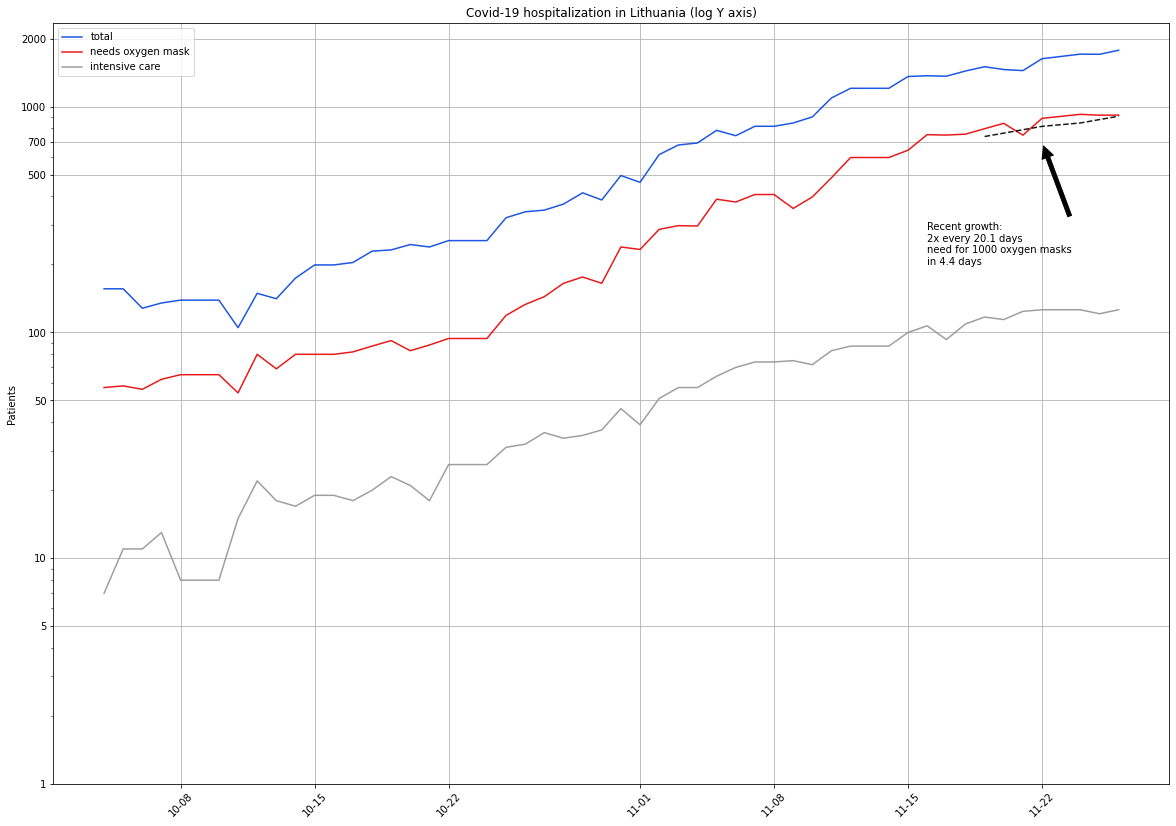 Covid-19 hospitalization in Lithuania (log Y axis)
total
needs oxygen mask
intensive care
2000
1000
700
500
100
50
10
5
1
Patients
Recent growth:
2x every 20.1 days
need for 1000 oxygen masks
in 4.4 days
10-08
10-15
10-22
11-01
11-08
11-15
11-22